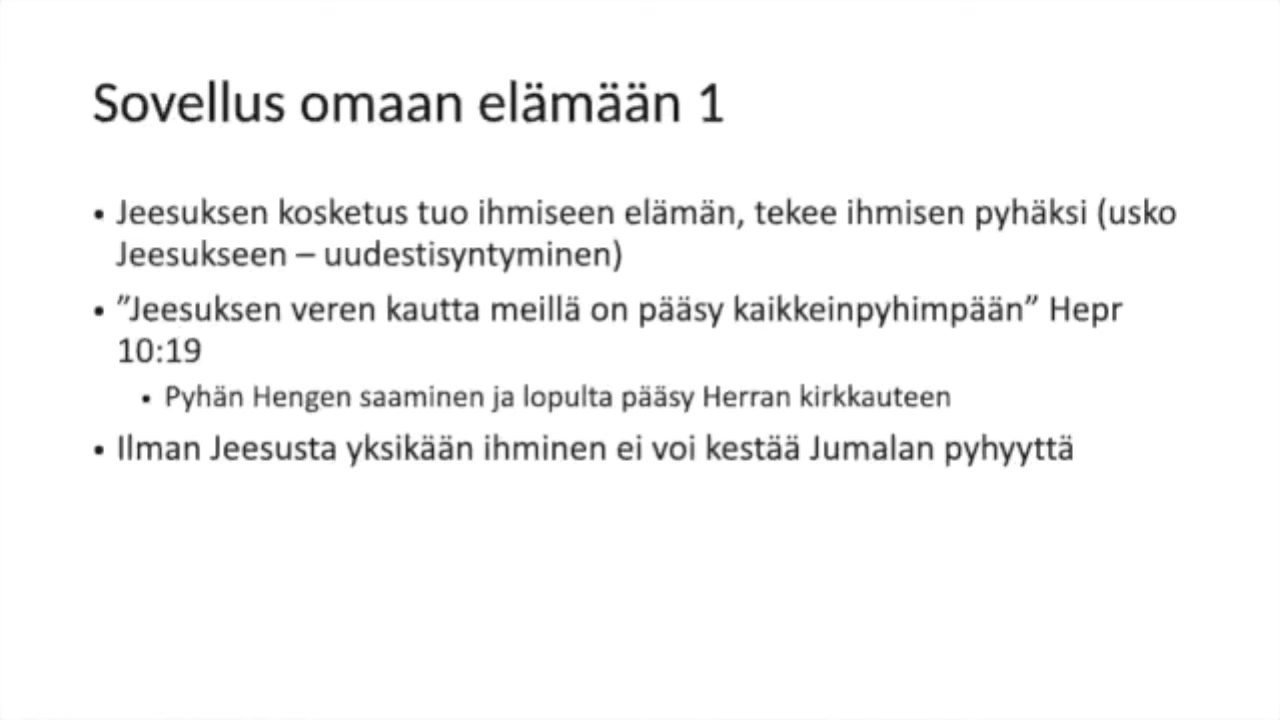 Sovellus omaan elämään 1
• Jeesuksen kosketus tuo ihmiseen elämän, tekee ihmisen pyhäksi (usko
Jeesukseen – uudestisyntyminen)
• ”Jeesuksen veren kautta meillä on pääsy kaikkeinpyhimpään” Hepr
10:19
• Pyhän Hengen saaminen ja lopulta pääsy Herran kirkkauteen
• Ilman Jeesusta yksikään ihminen ei voi kestää Jumalan pyhyyttä